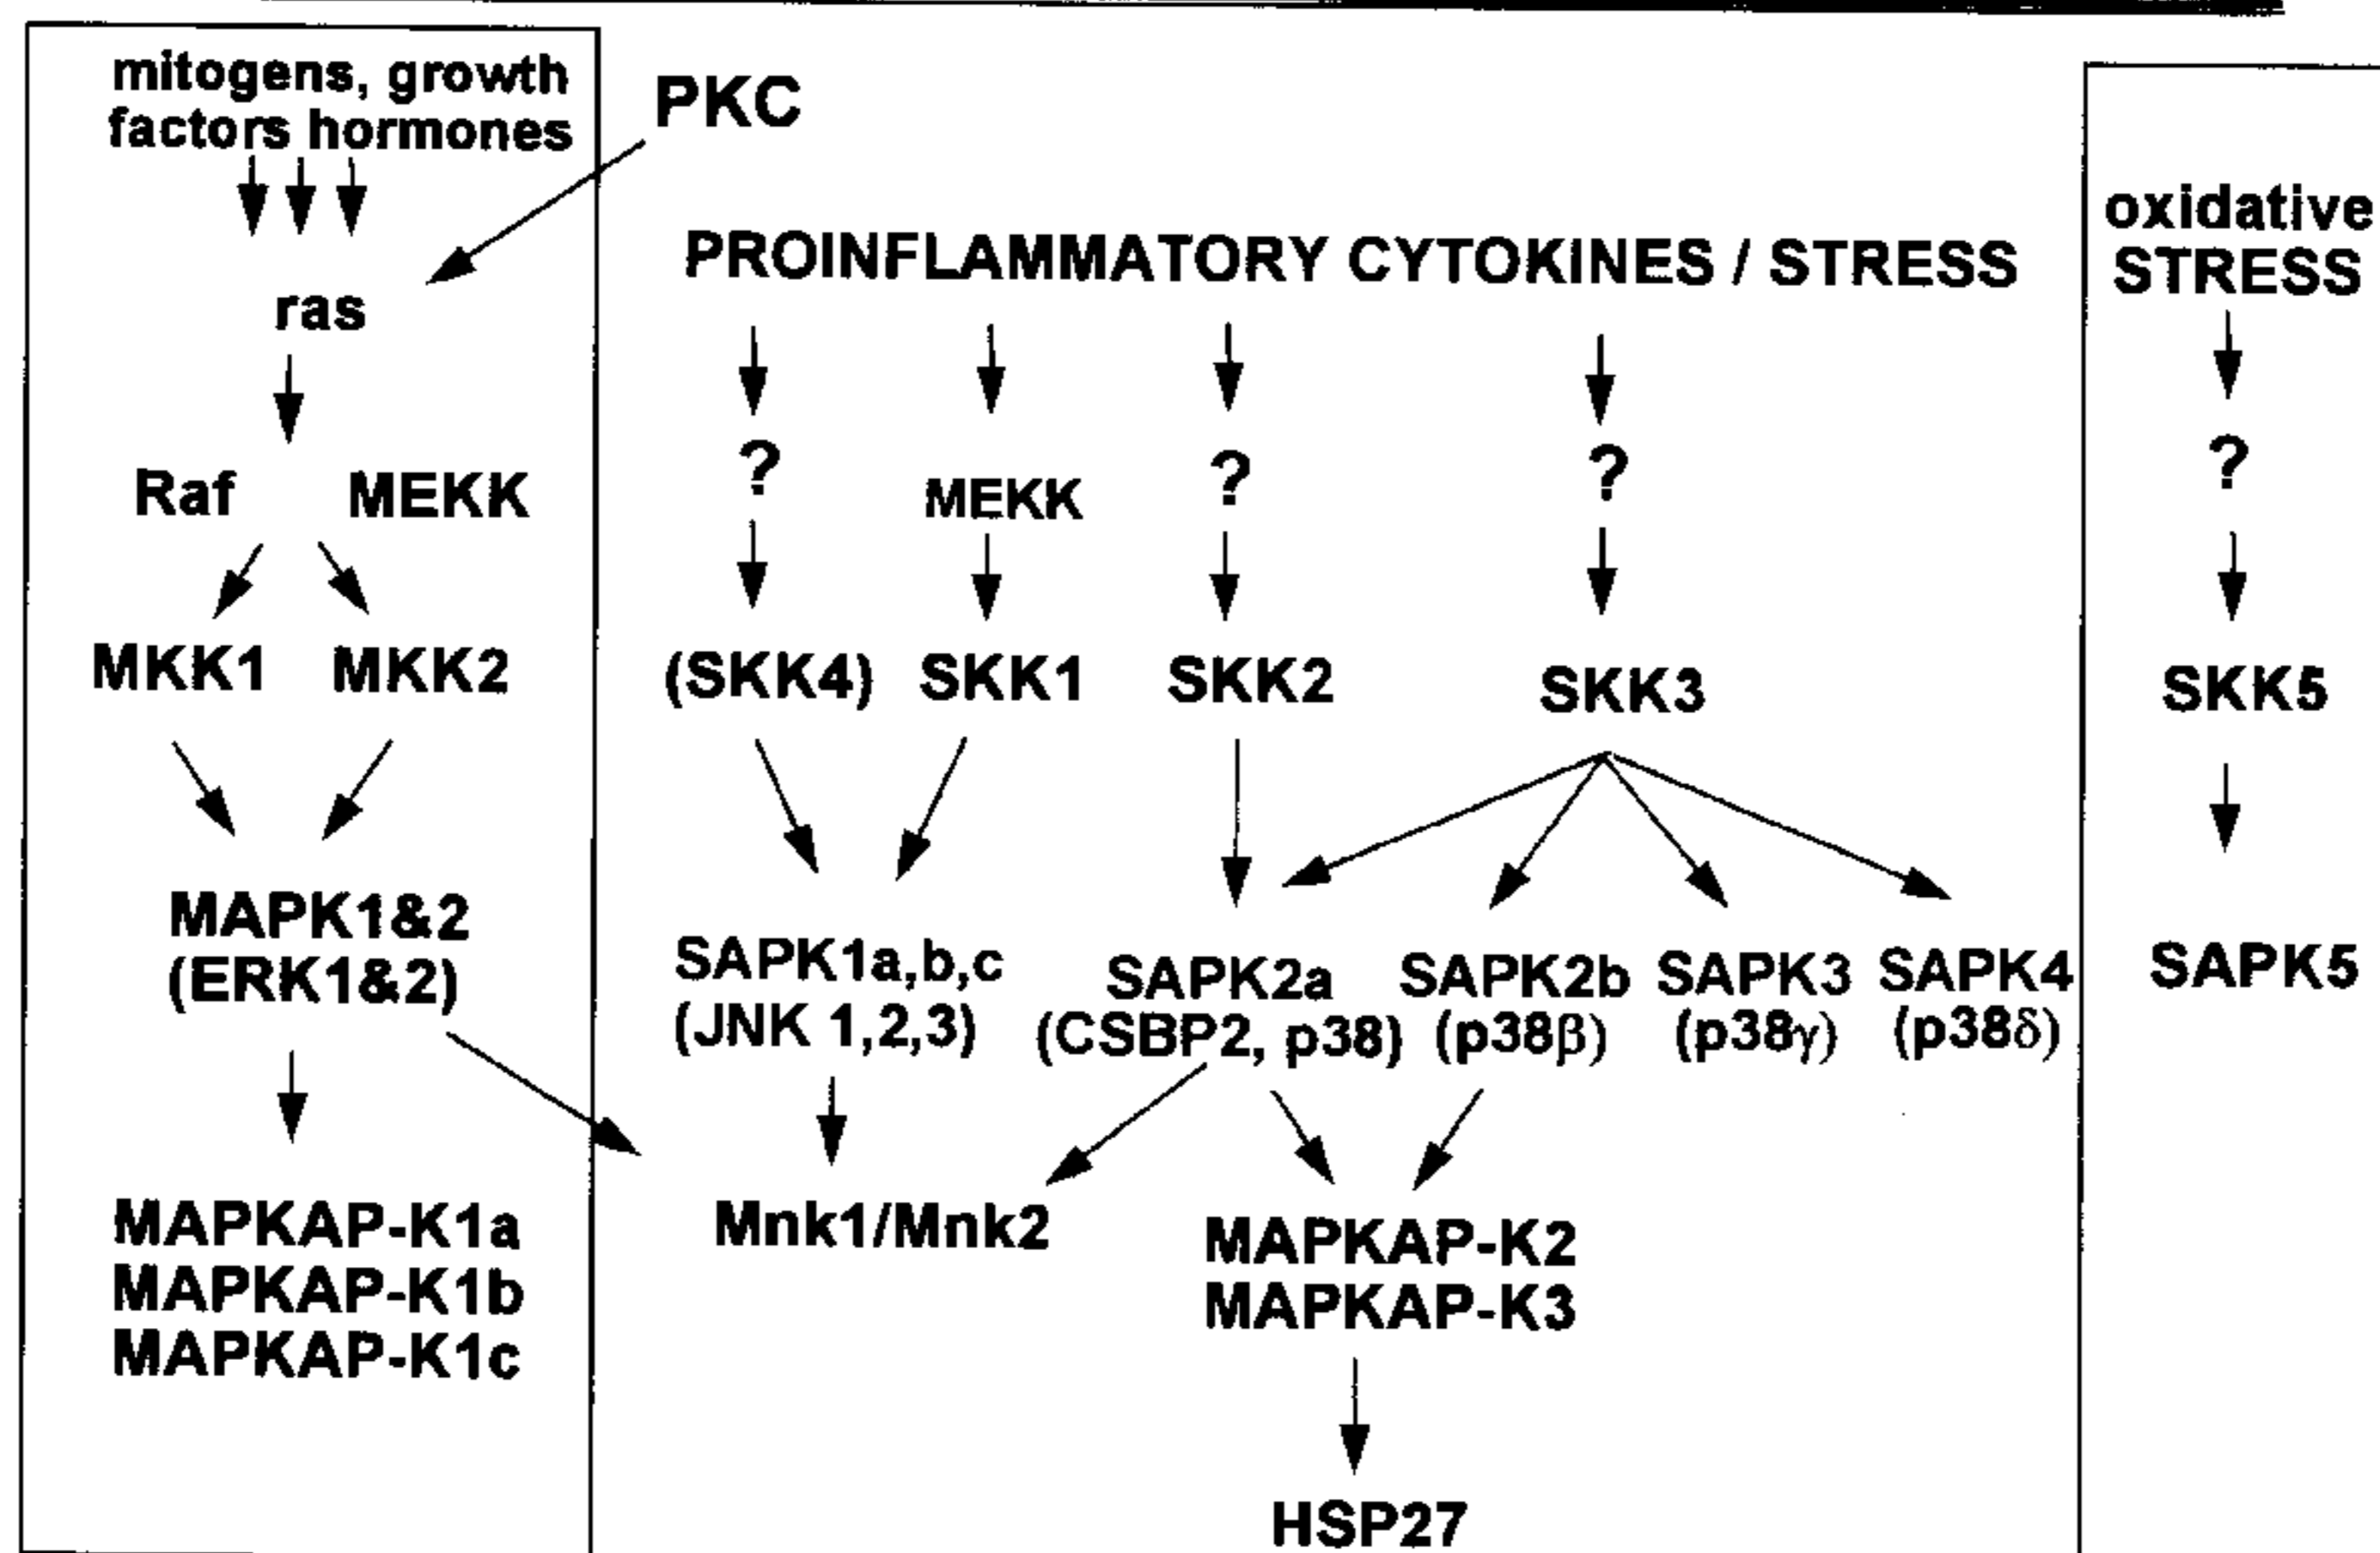 mitogens, growth
factors hormones
PKC
PROINFLAMMATORY CYTOKINES / STRESS
oxidative
STRESS
ras
?
?
?
?
Raf
MEKK
MEKK
MKK1
MKK2
(SKK4)
SKK1
SKK2
SKK3
SKK5
MAPK1&2
(ERK1&2)
SAPK1a,b,c
(JNK 1,2,3)
SAPK2a
(CSBP2, p38)
SAPK2b
(p38β)
SAPK3
(p38γ)
SAPK4
(p38δ)
SAPK5
MAPKAP-K1a
MAPKAP-K1b
MAPKAP-K1c
Mnk1/Mnk2
MAPKAP-K2
MAPKAP-K3
HSP27